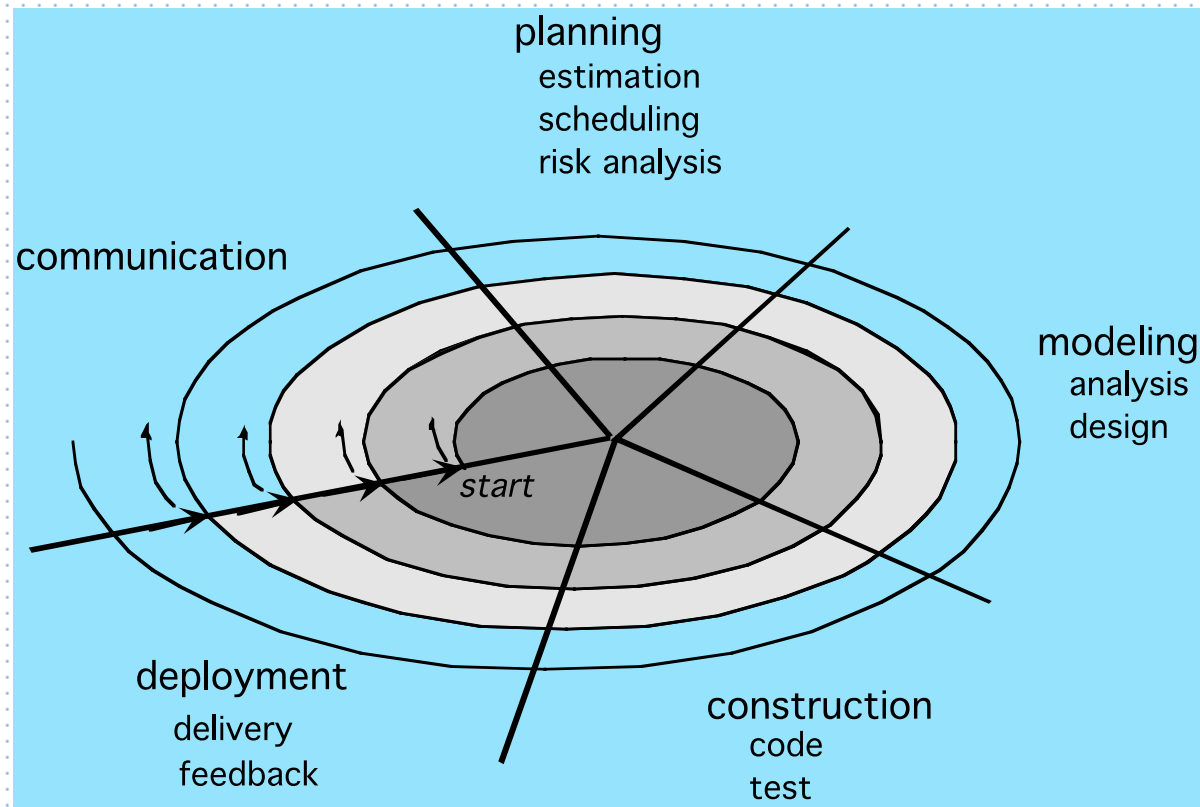 planning
estimation
scheduling
risk analysis
communication
modeling
analysis
design
start
deployment
delivery
feedback
construction
code
test